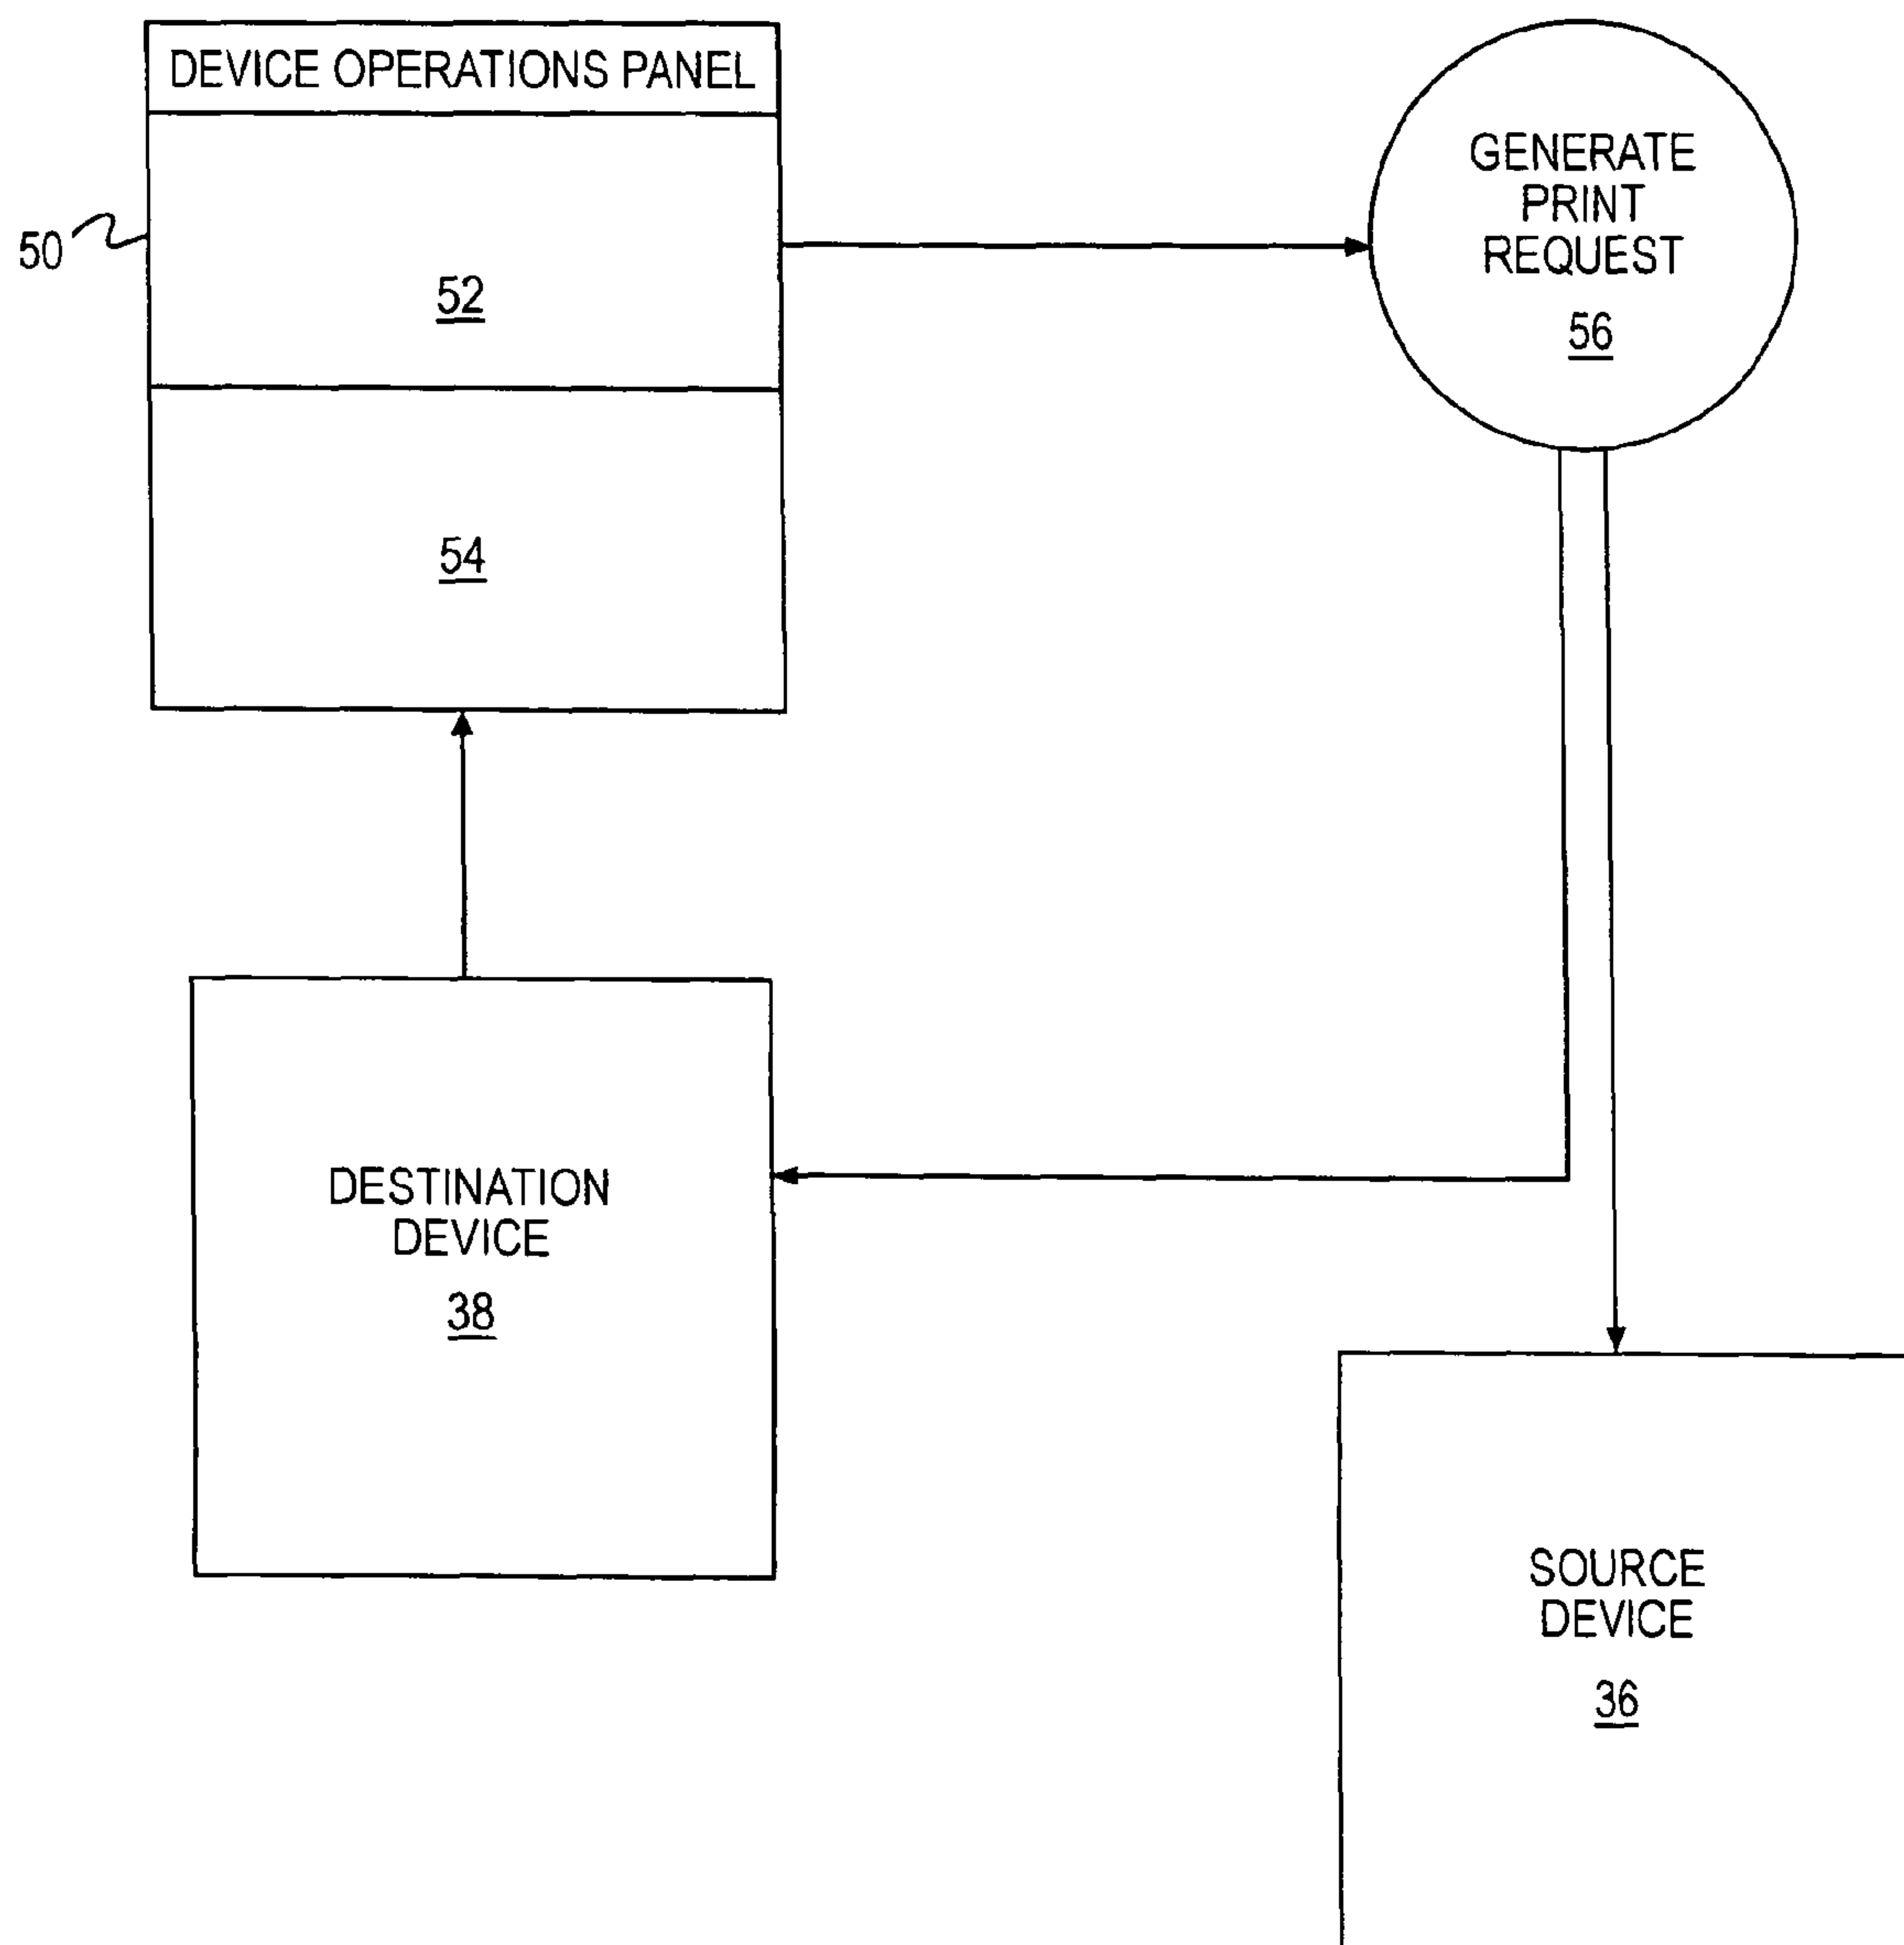 DEVICE OPERATIONS PANEL
50
52
54
GENERATE
PRINT
REQUEST
56
DESTINATION
DEVICE
38
SOURCE
DEVICE
36